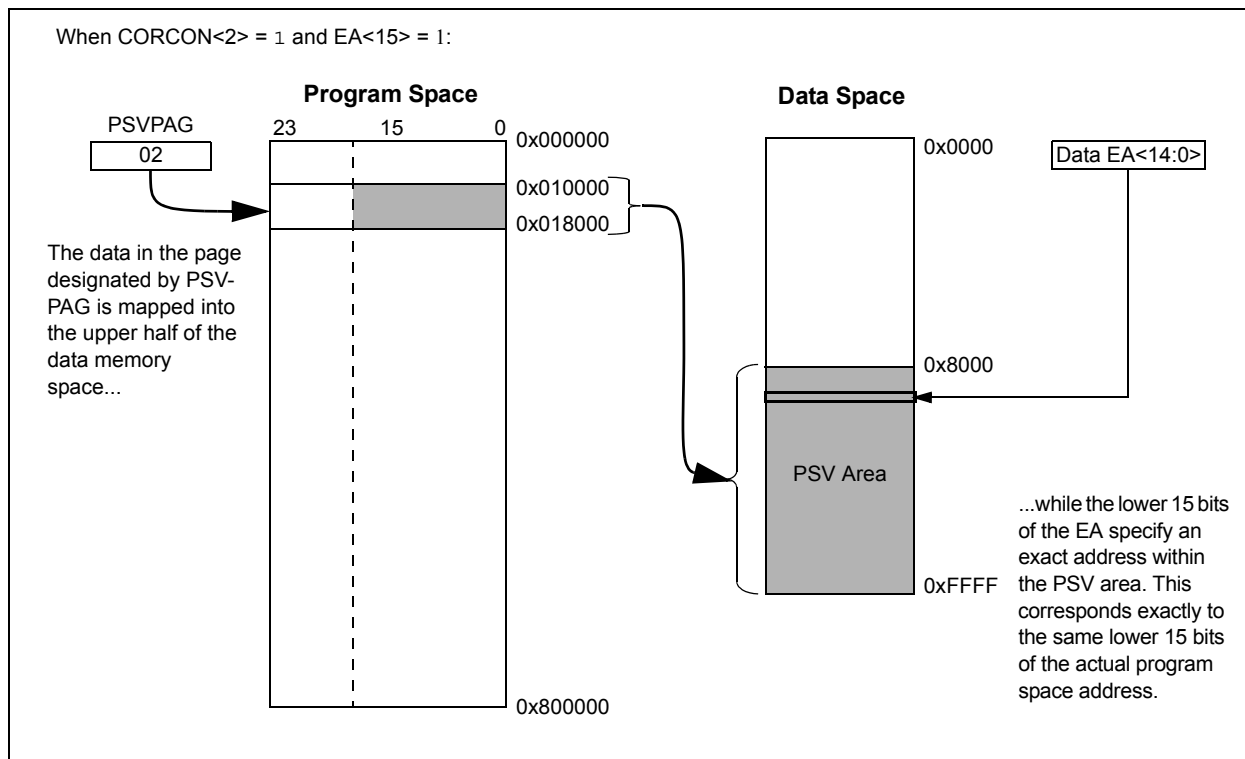 When CORCON<2> = 1 and EA<15> = 1:
Program Space
Data Space
PSVPAG
02
23
15
0
0x000000
0x010000
0x018000
0x800000
The data in the page
designated by PSV-
PAG is mapped into
the upper half of the
data memory
space...
0x0000
0x8000
PSV Area
0xFFFF
Data EA<14:0>
...while the lower 15 bits
of the EA specify an
exact address within
the PSV area. This
corresponds exactly to
the same lower 15 bits
of the actual program
space address.